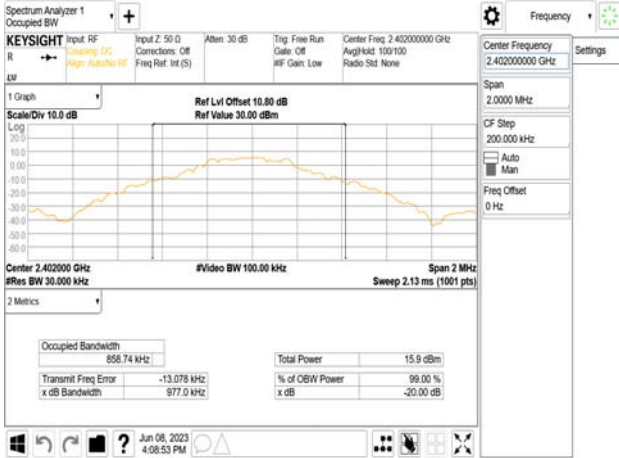 Spectrum Analyzer 1
Occupied BW
Frequency
KEYSIGHT
R
Input: RF
Coupling: DC
Align: Auto/No RF
Input Z: 50 Ω
Corrections: Off
Freq Ref: Int (S)
Atten: 30 dB
Trig: Free Run
Gate: Off
#IF Gain: Low
Center Freq: 2.402000000 GHz
Avg|Hold: 100/100
Radio Std: None
Center Frequency
2.402000000 GHz
Settings
Span
2.0000 MHz
CF Step
200.000 kHz
Auto
Man
Freq Offset
0 Hz
1 Graph
Scale/Div 10.0 dB
Ref Lvl Offset 10.80 dB
Ref Value 30.00 dBm
Log
20.0
10.0
0.00
-10.0
-20.0
-30.0
-40.0
-50.0
-60.0
Center 2.402000 GHz
#Res BW 30.000 kHz
#Video BW 100.00 kHz
Span 2 MHz
Sweep 2.13 ms (1001 pts)
2 Metrics
Occupied Bandwidth
858.74 kHz
Transmit Freq Error -13.078 kHz
x dB Bandwidth 977.0 kHz
Total Power 15.9 dBm
% of OBW Power 99.00 %
x dB -20.00 dB
Jun 08, 2023
4:08:53 PM